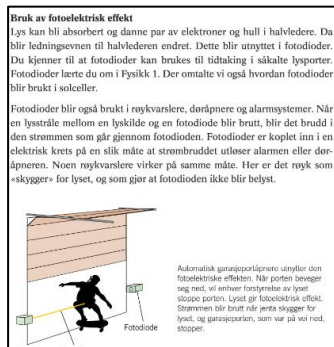 Bruk av fotoelektrisk effekt
Lys kan bli absorbert og danne par av elektroner og hull i halvledere. Da
blir ledningsevnen til halvlederen endret. Dette blir utnyttet i fotodioder.
Du kjenner til at fotodioder kan brukes til tidtaking i såkalte lysporter.
Fotodioder lærte du om i Fysikk 1. Der omtalte vi også hvordan fotodioder
blir brukt i solceller.
Fotodioder blir også brukt i røykvarslere, døråpnere og alarmsystemer. Når
en lysstråle mellom en lyskilde og en fotodiode blir brutt, blir det brudd i
den strømmen som går gjennom fotodioden. Fotodioder er koplet inn i en
elektrisk krets på en slik måte at strømbruddet utløser alarmen eller dør-
åpneren. Noen røykvarslere virker på samme måte. Her er det røyk som
«skygger» for lyset, og som gjør at fotodioden ikke blir belyst.
Automatisk garasjeportåpnere utnytter den
fotoelektriske effekten. Når porten beveger
seg ned, vil enhver forstyrrelse av lyset
stoppe porten. Lyset gir fotoelektrisk effekt.
Strømmen blir brutt når jenta skygger for
lyset, og garasjeporten, som var på vei ned,
stopper.
Fotodiode